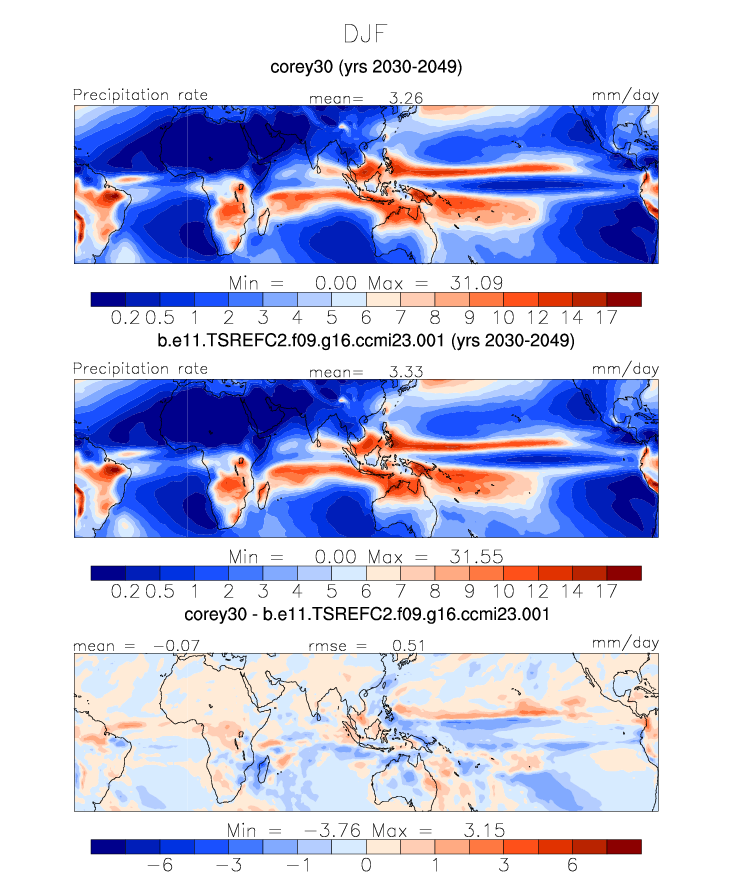 DJF
corey30 (yrs 2030-2049)
Precipitation rate mean= 3.26 mm/day
Min = 0.00 Max = 31.09
0.2 0.5 1 2 3 4 5 6 7 8 9 10 12 14 17
b.e11.TSREFC2.f09.g16.ccmi23.001 (yrs 2030-2049)
Precipitation rate mean= 3.33 mm/day
Min = 0.00 Max = 31.55
0.2 0.5 1 2 3 4 5 6 7 8 9 10 12 14 17
corey30 - b.e11.TSREFC2.f09.g16.ccmi23.001
mean = −0.07 rmse = 0.51 mm/day
Min = −3.76 Max = 3.15
−6 −3 −1 0 1 3 6